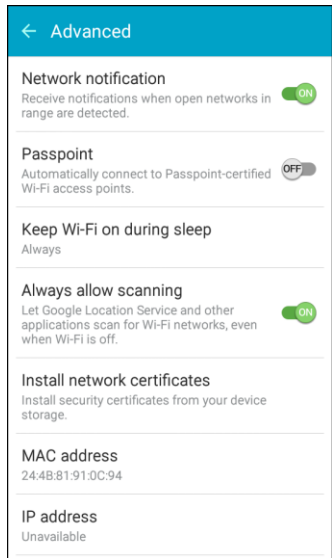 Advanced
Network notification
Receive notifications when open networks in
range are detected.
ON
Passpoint
Automatically connect to Passpoint-certified
Wi-Fi access points.
OFF
Keep Wi-Fi on during sleep
Always
Always allow scanning
Let Google Location Service and other
applications scan for Wi-Fi networks, even
when Wi-Fi is off.
ON
Install network certificates
Install security certificates from your device
storage.
MAC address
24:4B:81:91:0C:94
IP address
Unavailable